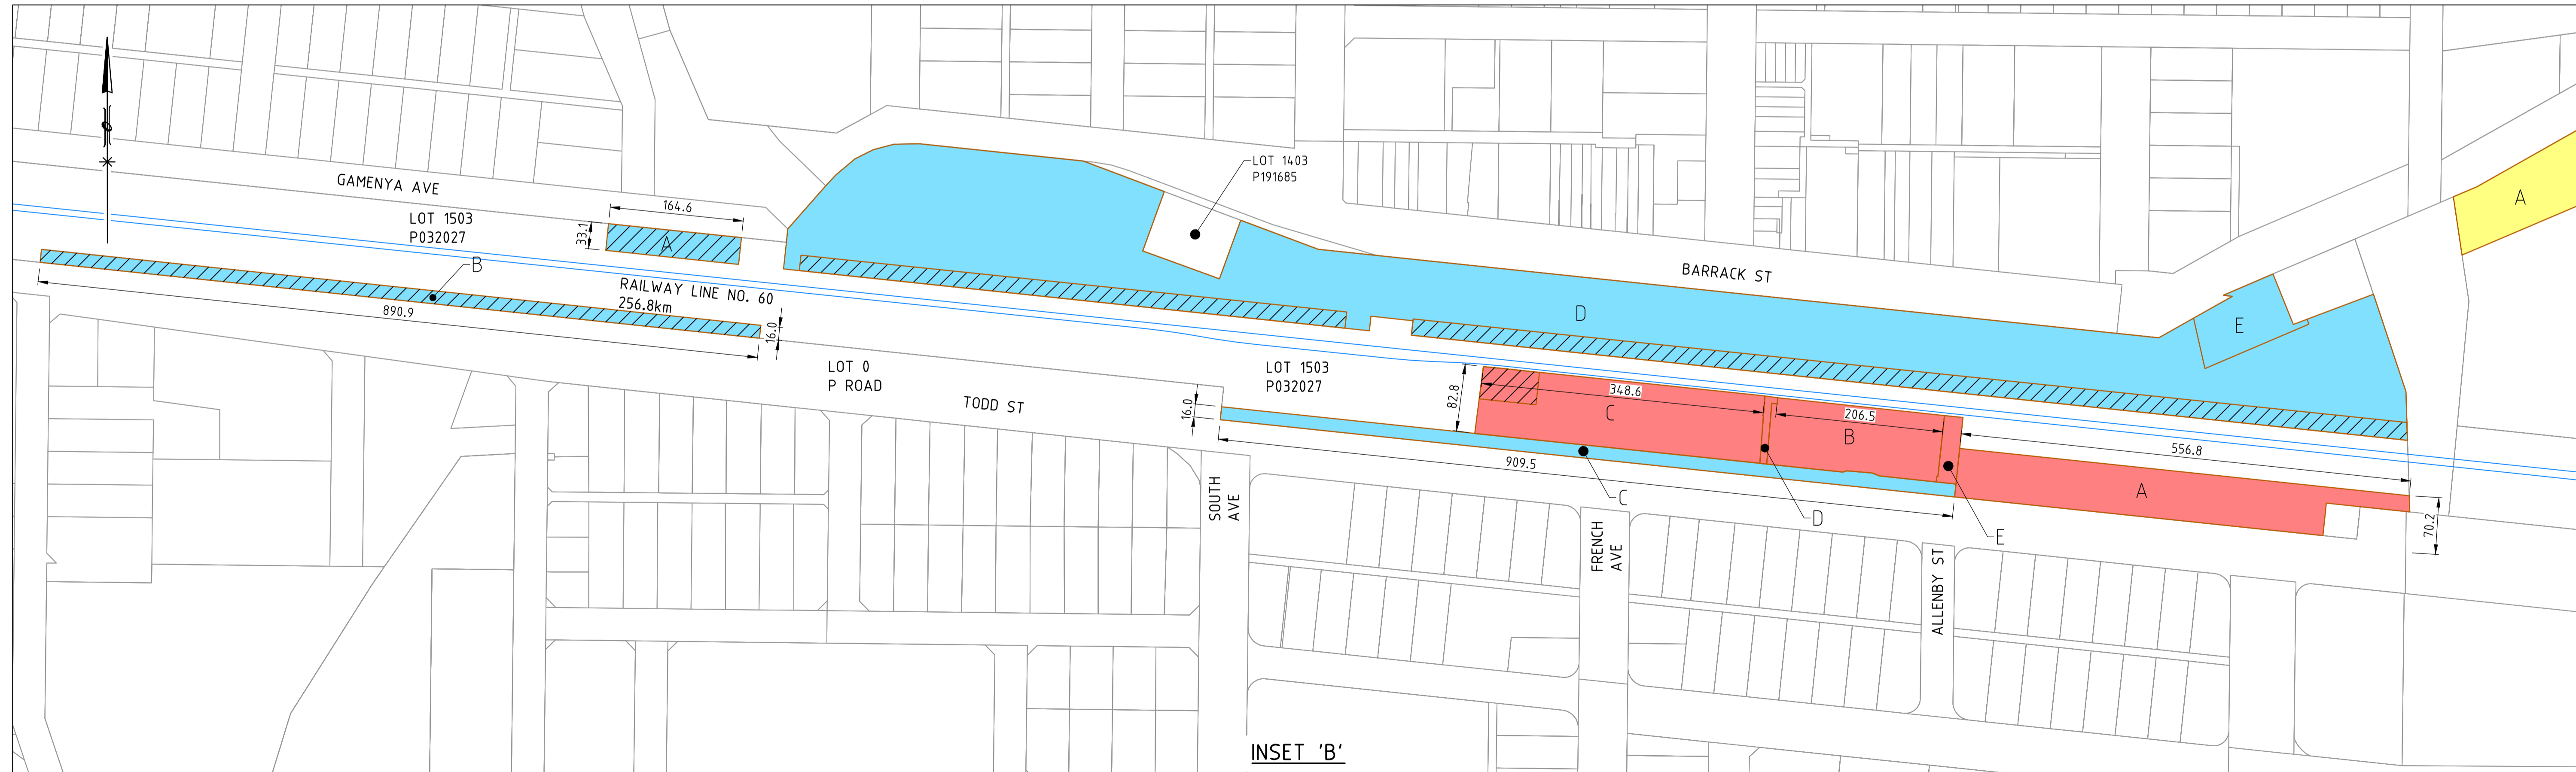 LOT 1403
P191685
GAMENYA AVE
164.6
33.1
A
LOT 1503
P032027
B
RAILWAY LINE NO. 60
256.8km
890.9
16.0
BARRACK ST
D
E
A
LOT 0
P ROAD
TODD ST
LOT 1503
P032027
16.0
82.8
348.6
C
206.5
B
556.8
909.5
C
D
E
A
70.2
SOUTH
AVE
FRENCH
AVE
ALLENBY ST
INSET 'B'